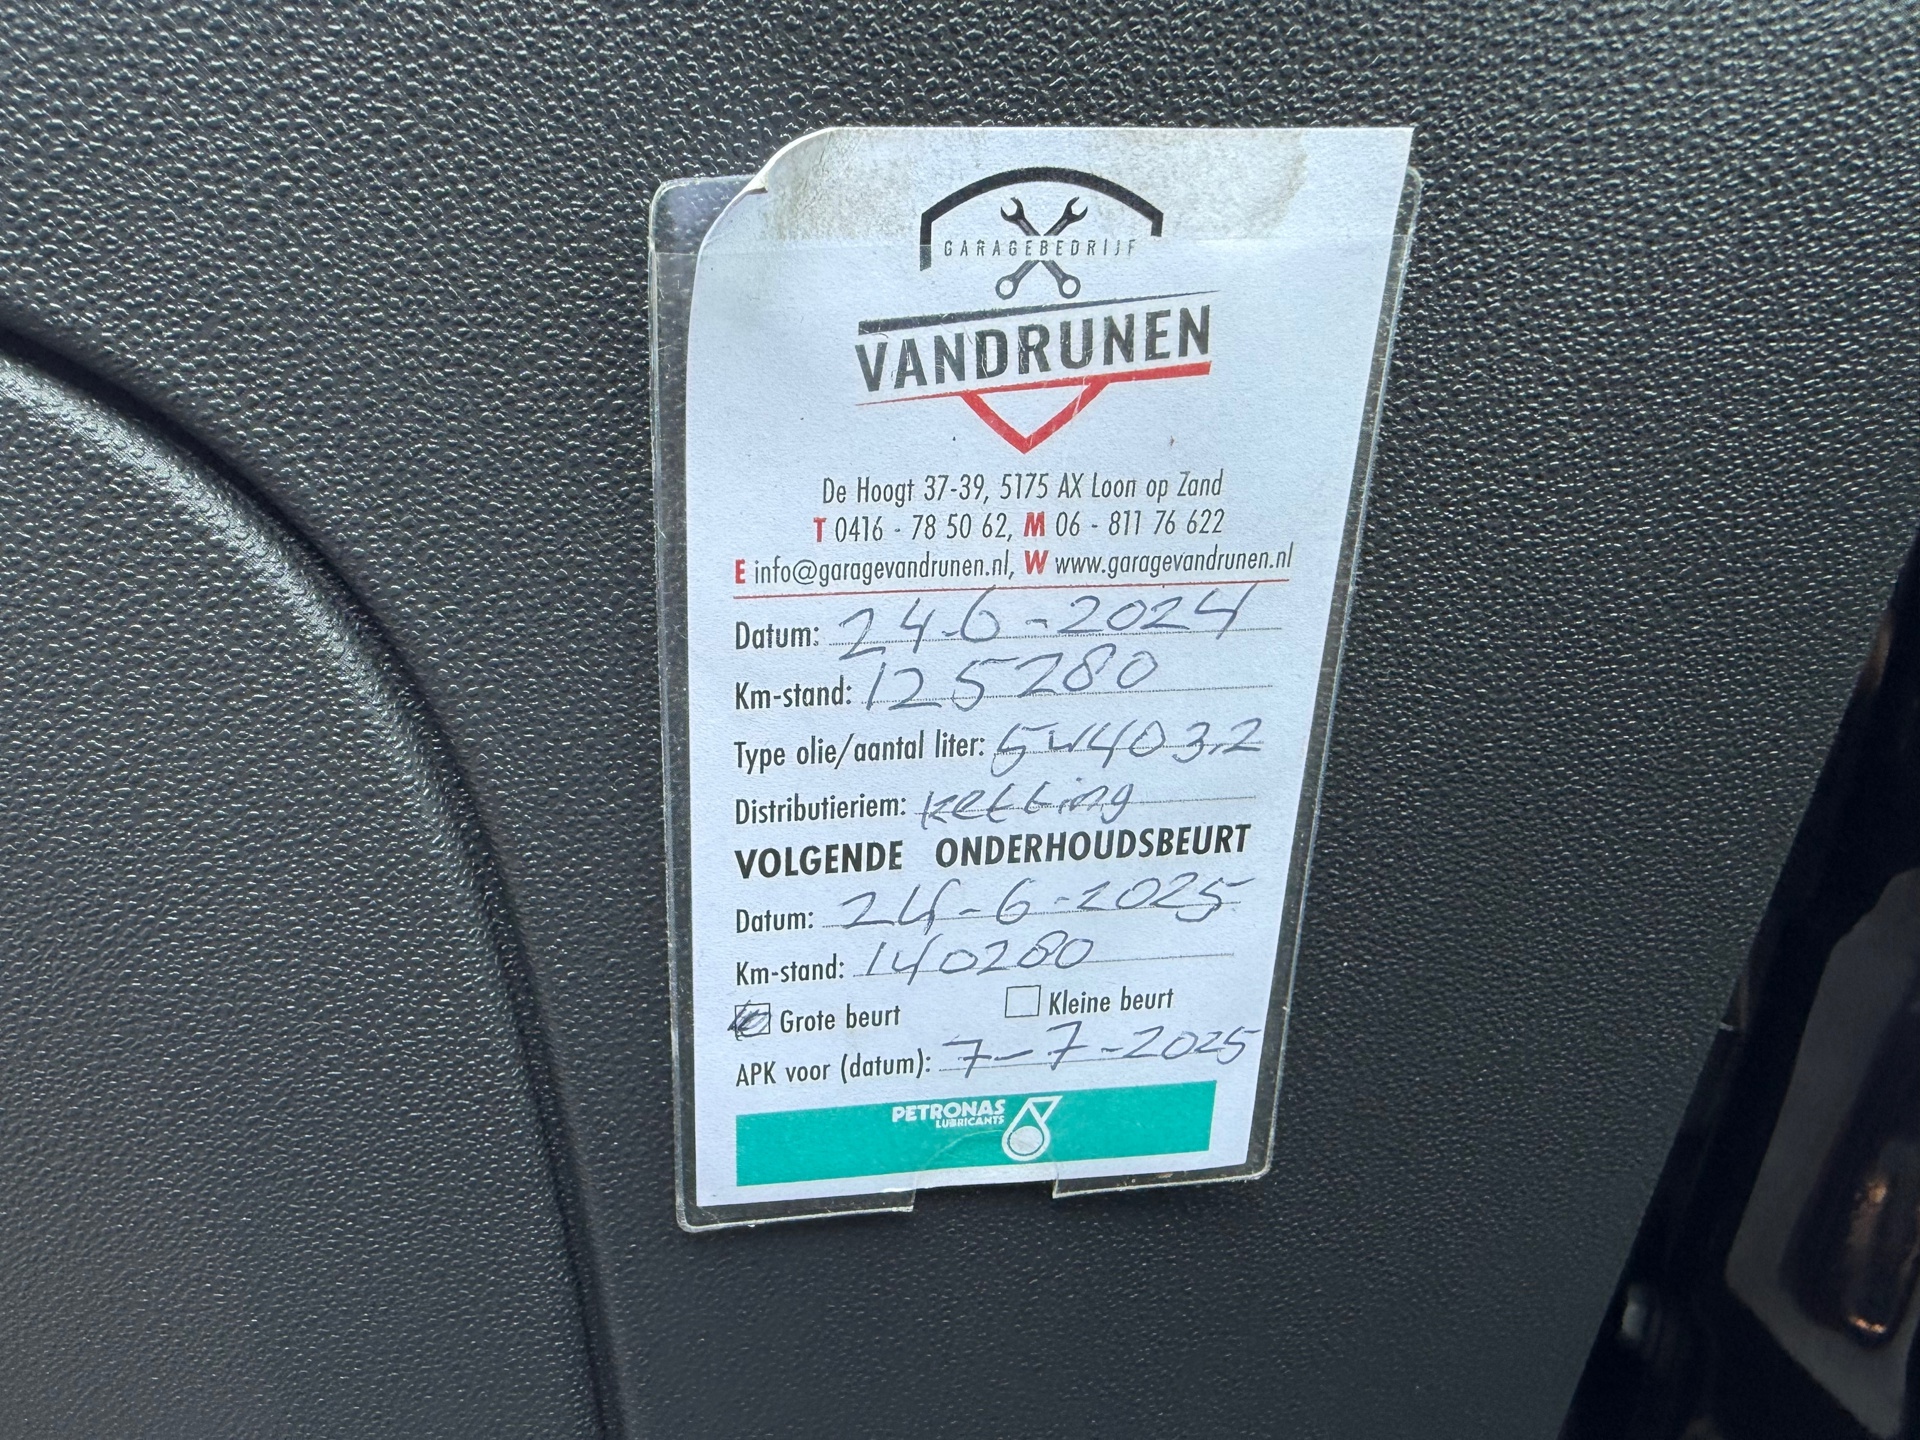 GARAGEBEDRIJF
VANDRUNEN
De Hoogt 37-39, 5175 AX Loon op Zand
T 0416 - 78 50 62, M 06 - 811 76 622
E info@garagevandrunen.nl, W www.garagevandrunen.nl
Datum: 24-6-2024
Km-stand: 125280
Type olie/aantal liter: 5W40 3.2
Distributieriem: ketting
VOLGENDE ONDERHOUDSBEURT
Datum: 24-6-2025
Km-stand: 140280
Grote beurt Kleine beurt
APK voor (datum): 7-7-2025
PETRONAS
LUBRICANTS